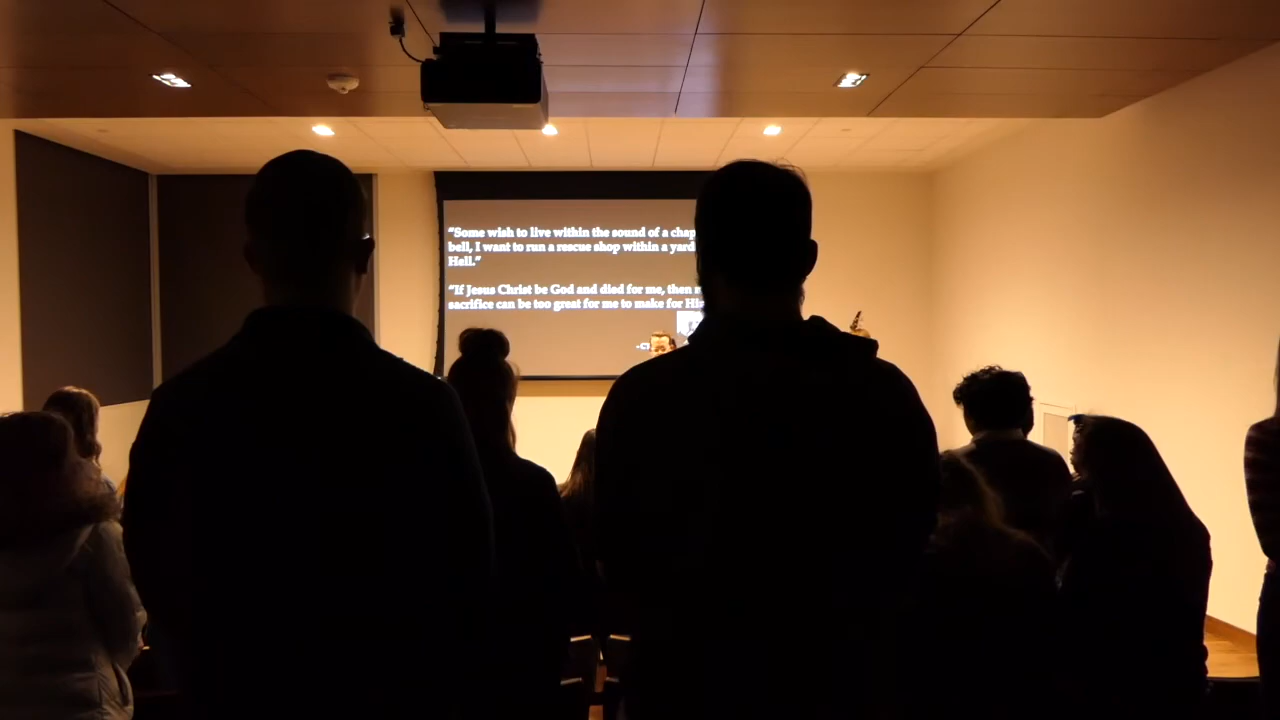 “Some wish to live within the sound of a chap
bell, I want to run a rescue shop within a yard
Hell.”
“If Jesus Christ be God and died for me, then
sacrifice can be too great for me to make for Hi